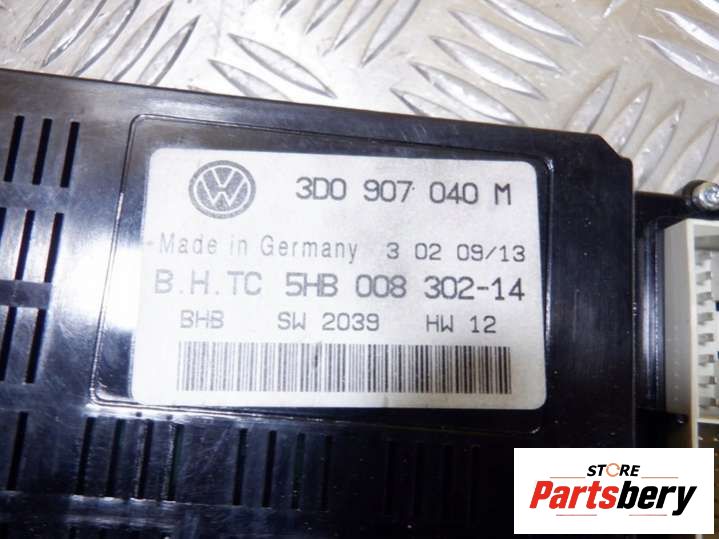 3D0 907 040 M
Made in Germany 3 02 09/13
B.H.TC 5HB 008 302-14
BHB SW 2039 HW 12
STORE
Partsbery